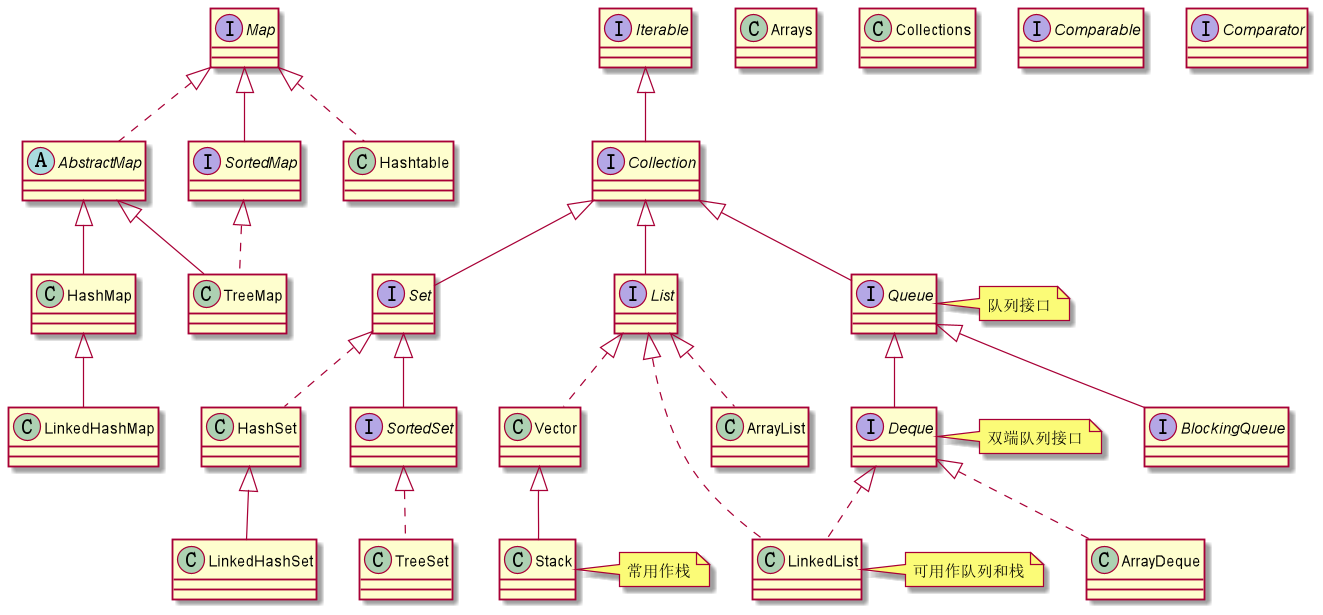 I Map
I Iterable
C Arrays
C Collections
I Comparable
I Comparator
A AbstractMap
I SortedMap
C Hashtable
I Collection
C HashMap
C TreeMap
I Set
I List
I Queue
队列接口
C LinkedHashMap
C HashSet
I SortedSet
C Vector
C ArrayList
I Deque
双端队列接口
I BlockingQueue
C LinkedHashSet
C TreeSet
C Stack
常用作栈
C LinkedList
可用作队列和栈
C ArrayDeque